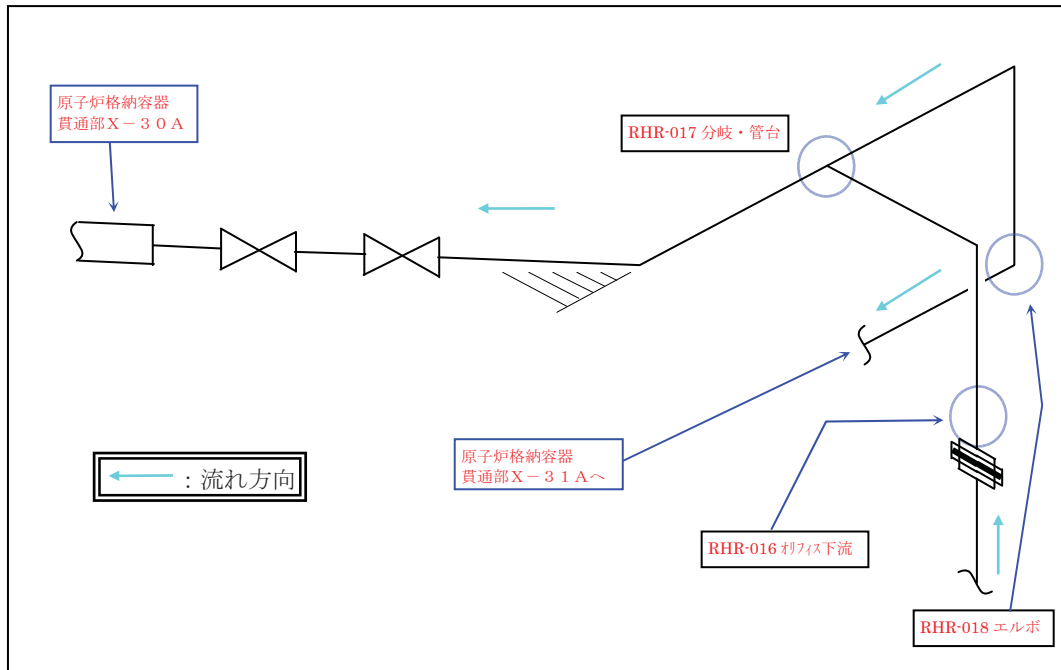 原子炉格納容器
貫通部X－30A
RHR-017 分岐・管台
原子炉格納容器
貫通部X－31Aへ
：流れ方向
RHR-016 ｵﾘﾌｨｽ下流
RHR-018 エルボ